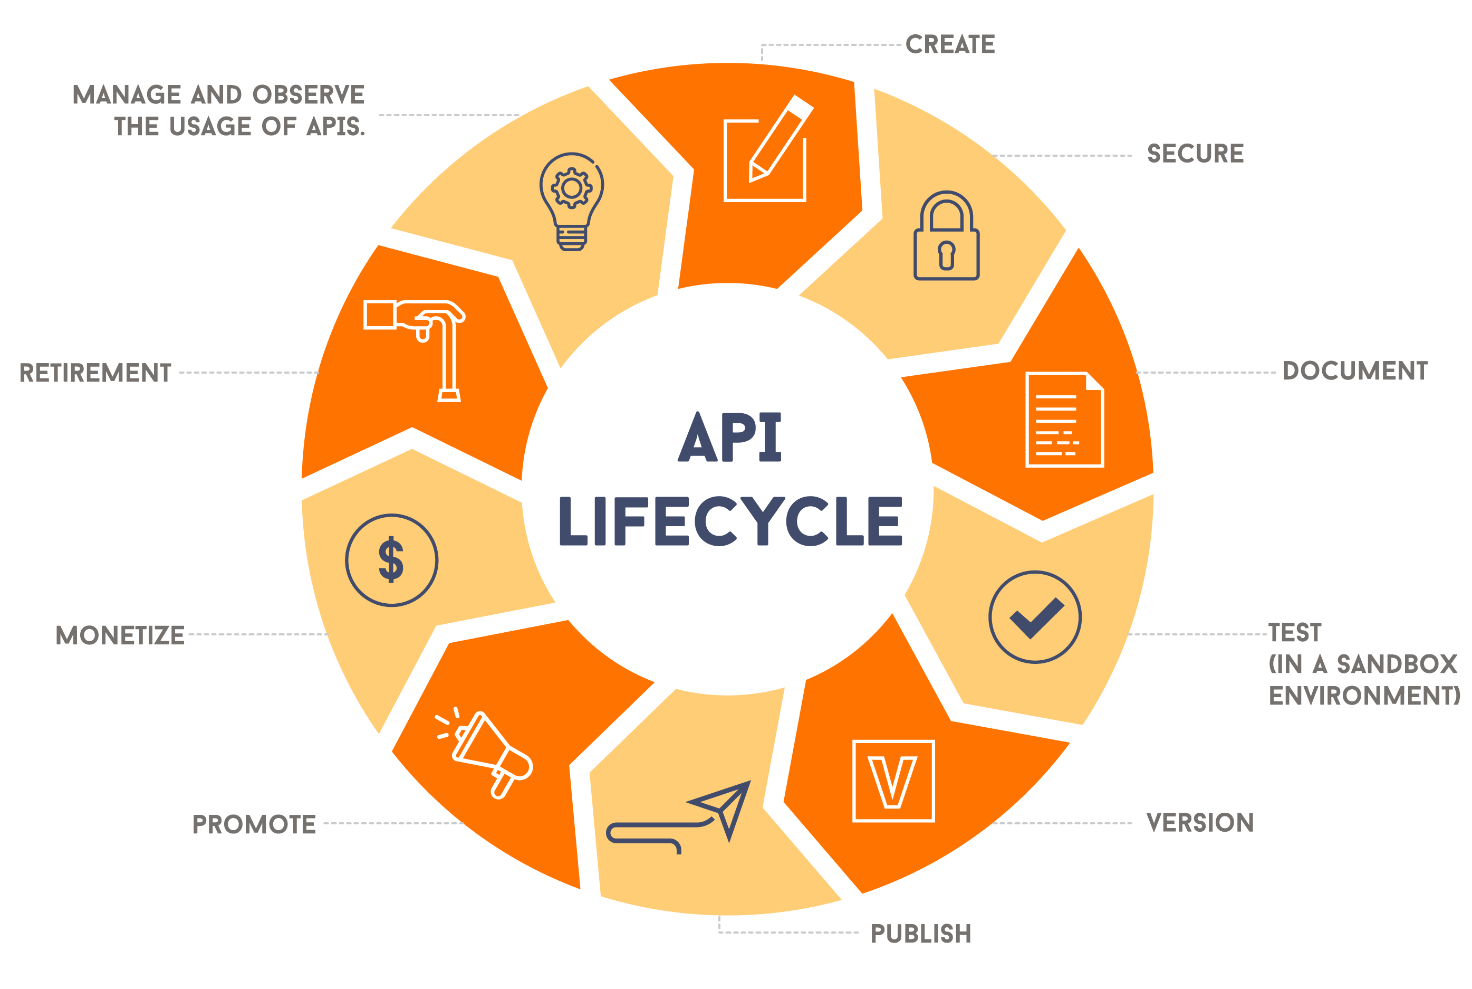 API
LIFECYCLE
CREATE
SECURE
DOCUMENT
TEST
(IN A SANDBOX
ENVIRONMENT)
VERSION
V
PUBLISH
PROMOTE
MONETIZE
$
RETIREMENT
MANAGE AND OBSERVE
THE USAGE OF APIS.